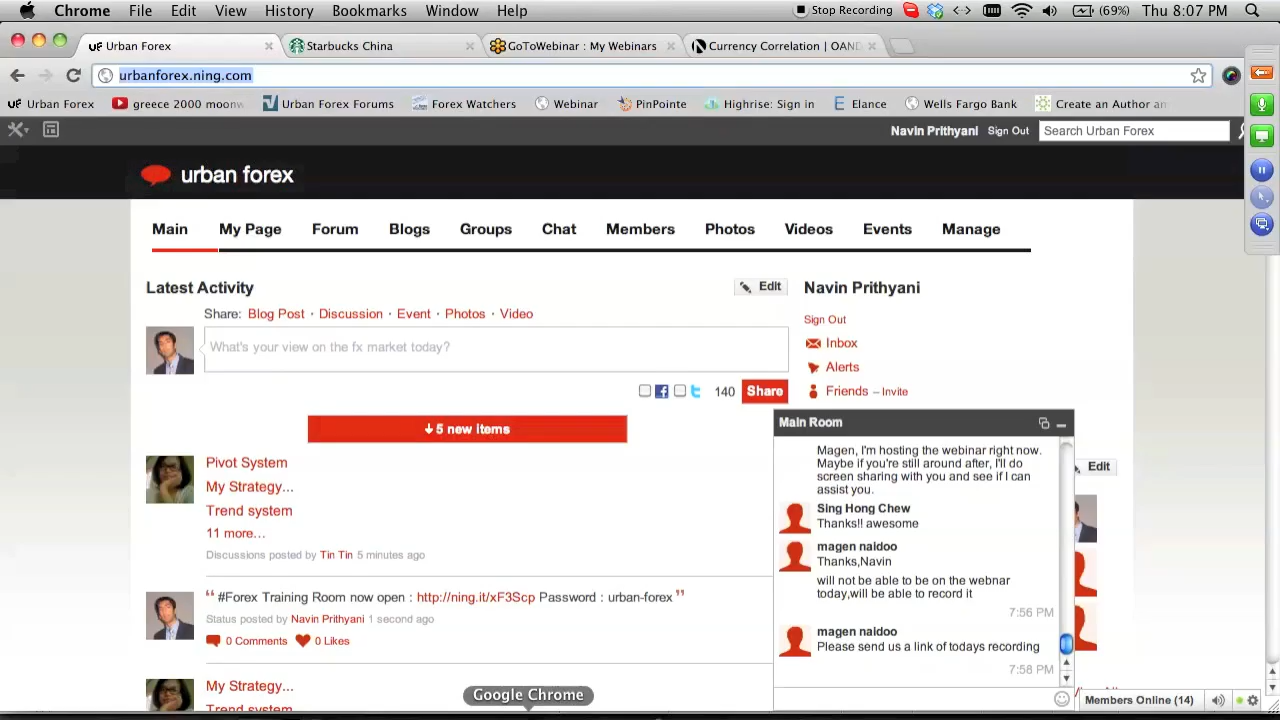 Chrome File Edit View History Bookmarks Window Help Stop Recording (69%) Thu 8:07 PM
UF Urban Forex Starbucks China GoToWebinar : My Webinars Currency Correlation | OAND
urbanforex.ning.com
UF Urban Forex greece 2000 moonw Urban Forex Forums Forex Watchers Webinar PinPointe Highrise: Sign in Elance Wells Fargo Bank Create an Author an
Navin Prithyani Sign Out Search Urban Forex
urban forex
Main My Page Forum Blogs Groups Chat Members Photos Videos Events Manage
Latest Activity Edit
Share: Blog Post · Discussion · Event · Photos · Video
What's your view on the fx market today?
140 Share
↓ 5 new items
Pivot System
My Strategy...
Trend system
11 more...
Discussions posted by Tin Tin 5 minutes ago
“ #Forex Training Room now open : http://ning.it/xF3Scp Password : urban-forex ”
Status posted by Navin Prithyani 1 second ago
0 Comments 0 Likes
My Strategy...
Trend system
Navin Prithyani
Sign Out
Inbox
Alerts
Friends – Invite
Edit
Main Room
Magen, I'm hosting the webinar right now.
Maybe if you're still around after, I'll do
screen sharing with you and see if I can
assist you.
Sing Hong Chew
Thanks!! awesome
magen naidoo
Thanks,Navin
will not be able to be on the webnar
today,will be able to record it
7:56 PM
magen naidoo
Please send us a link of todays recording
7:58 PM
Google Chrome
Members Online (14)